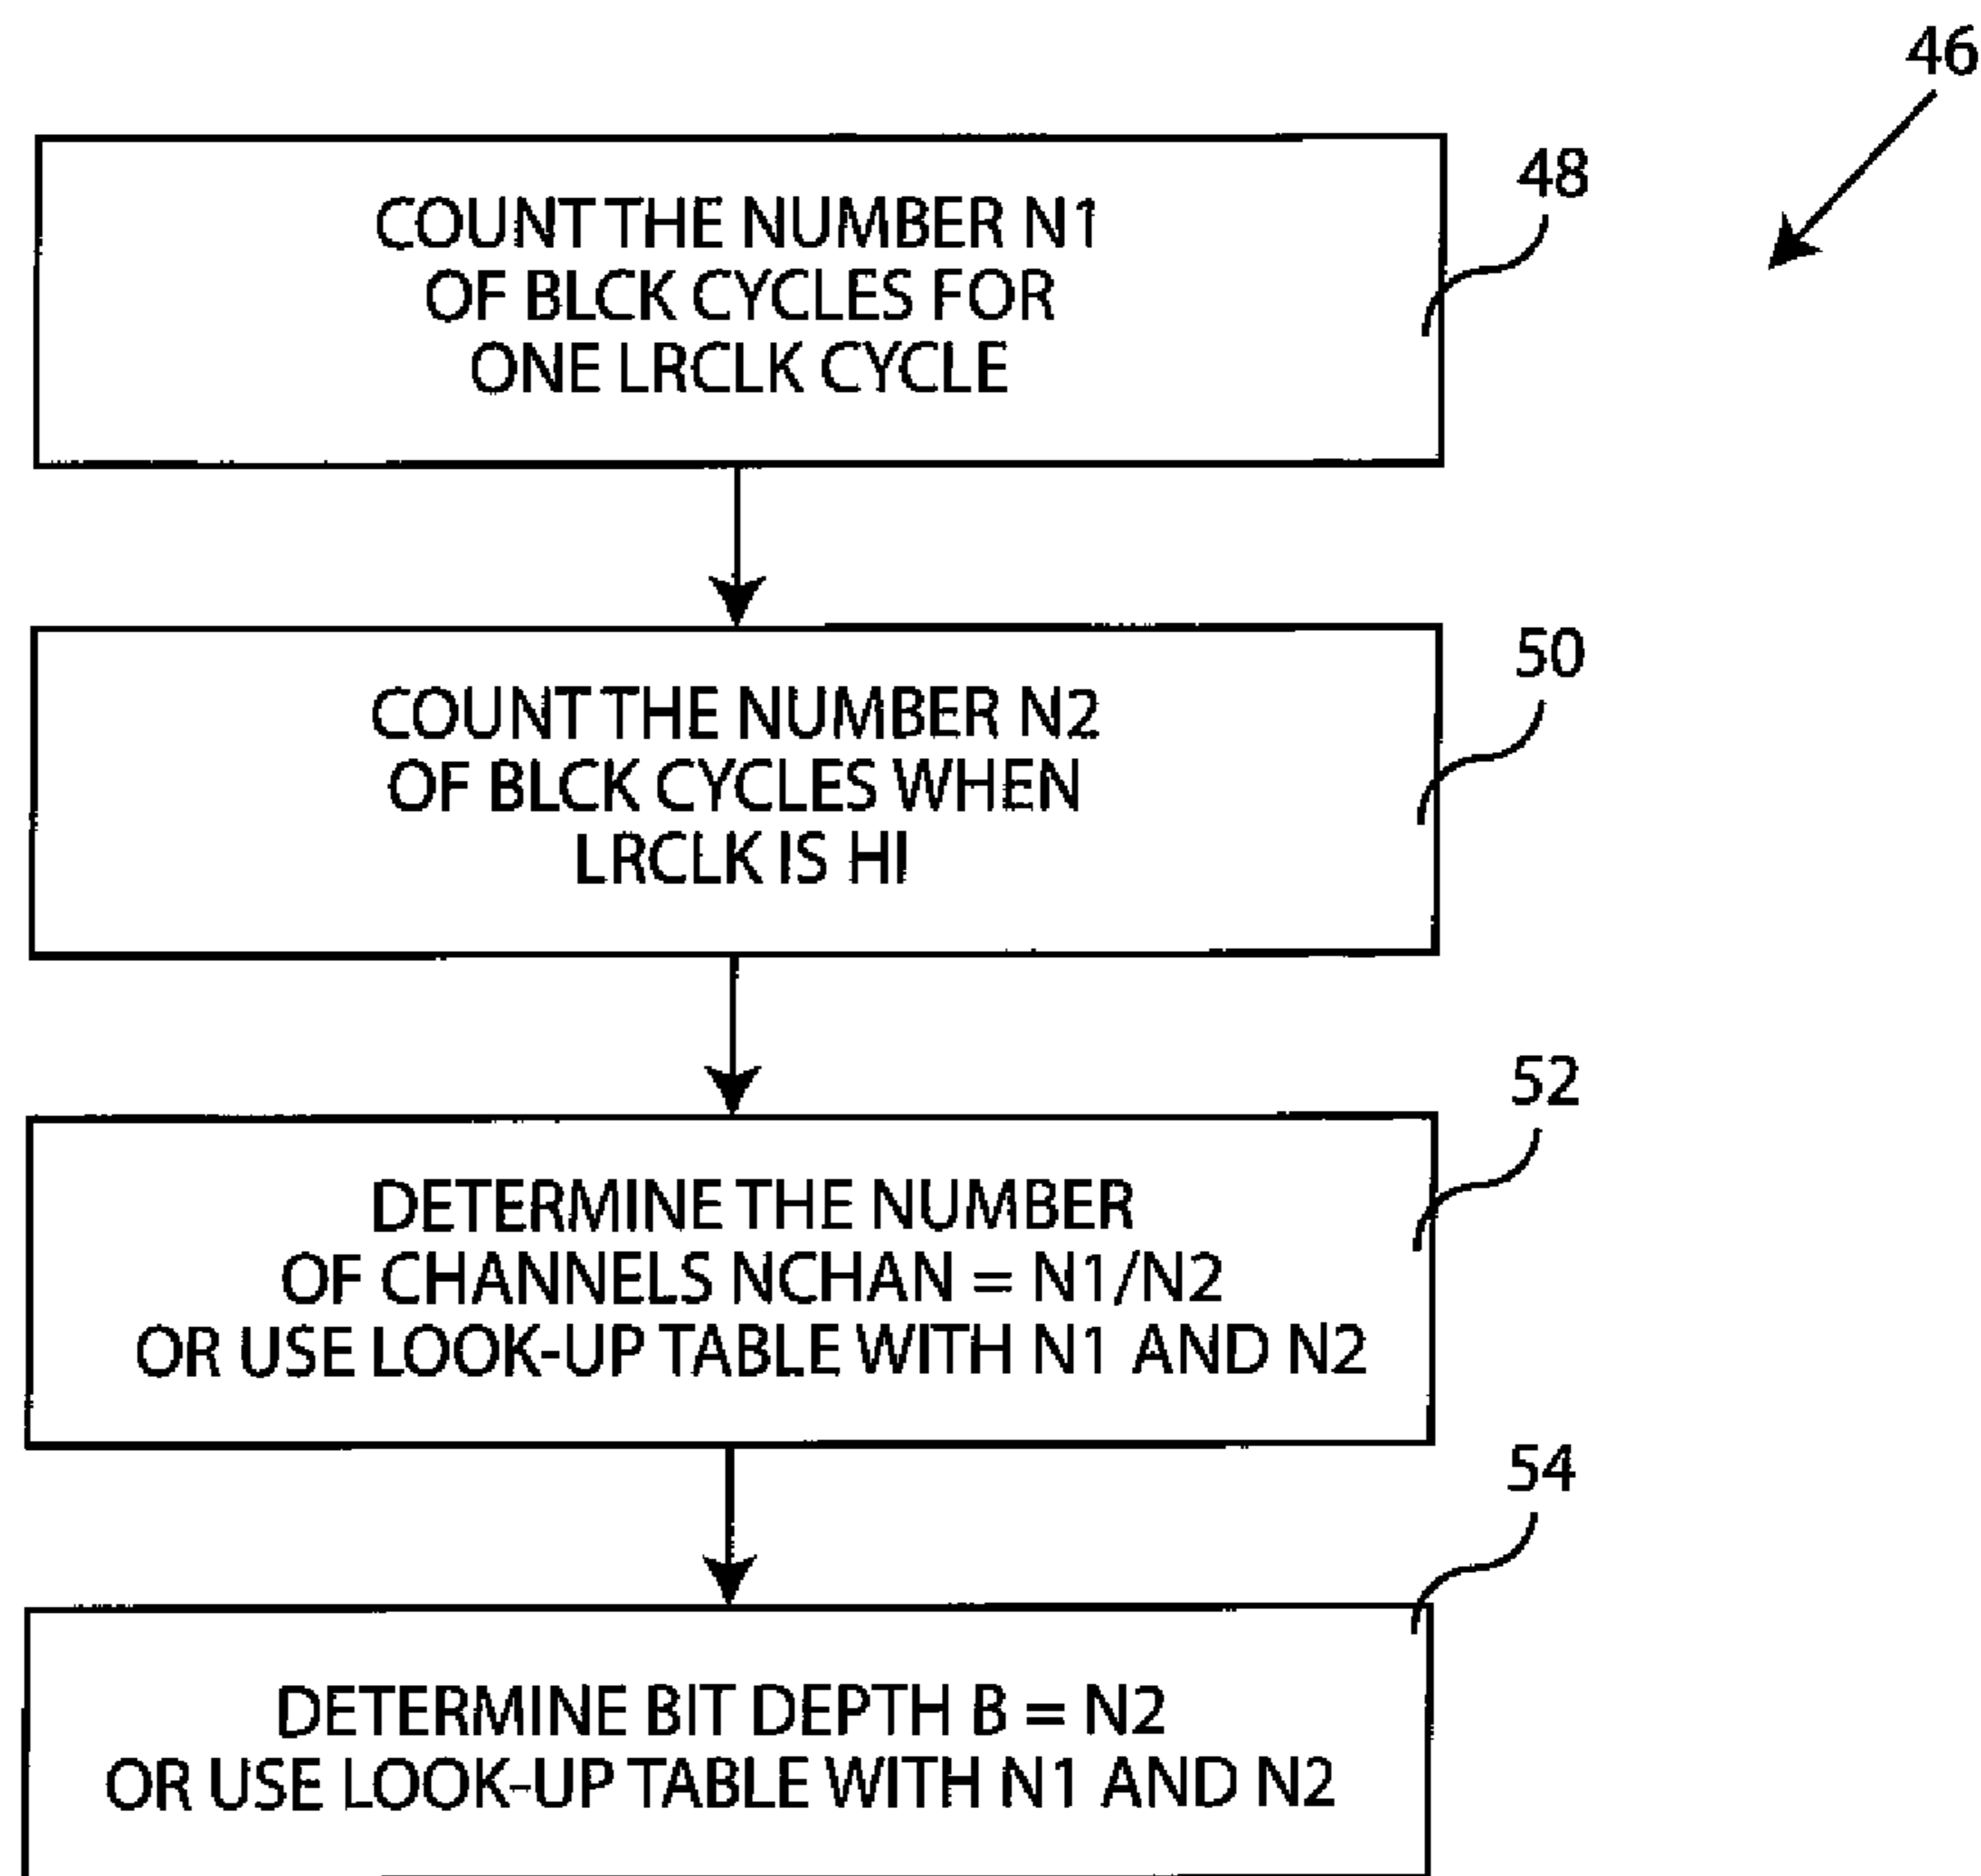 46
48
COUNT THE NUMBER N1
OF BLCK CYCLES FOR
ONE LRCLK CYCLE
50
COUNT THE NUMBER N2
OF BLCK CYCLES WHEN
LRCLK IS HI
52
DETERMINE THE NUMBER
OF CHANNELS NCHAN = N1/N2
OR USE LOOK-UP TABLE WITH N1 AND N2
54
DETERMINE BIT DEPTH B = N2
OR USE LOOK-UP TABLE WITH N1 AND N2